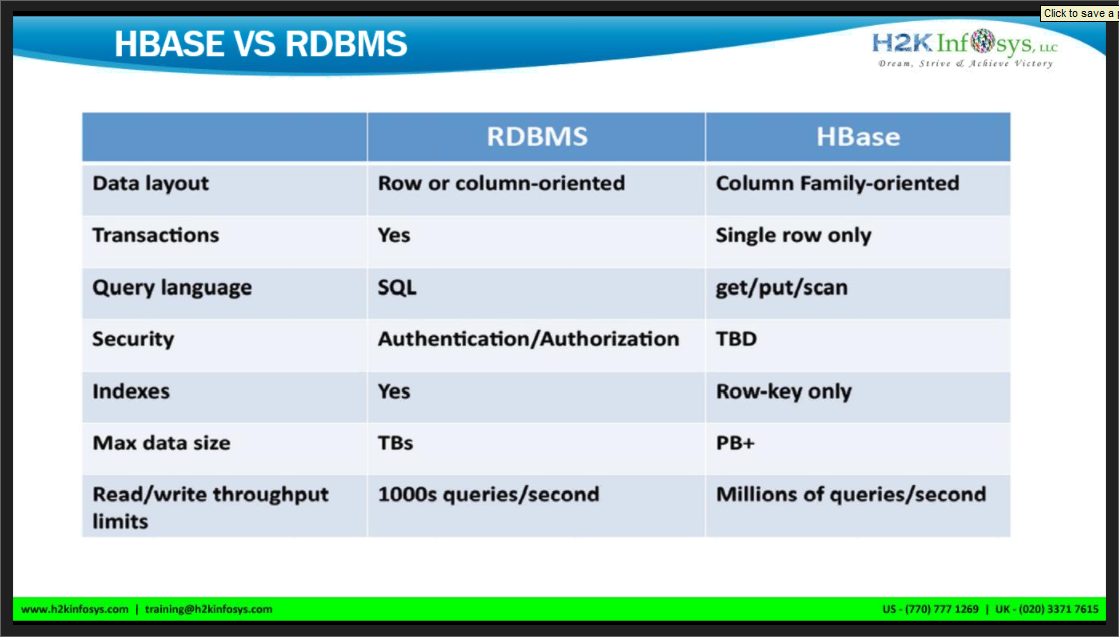 Click to save a
HBASE VS RDBMS
H2K Infosys, LLC
Dream, Strive & Achieve Victory
RDBMS HBase
Data layout Row or column-oriented Column Family-oriented
Transactions Yes Single row only
Query language SQL get/put/scan
Security Authentication/Authorization TBD
Indexes Yes Row-key only
Max data size TBs PB+
Read/write throughput 1000s queries/second Millions of queries/second
limits
www.h2kinfosys.com | training@h2kinfosys.com US - (770) 777 1269 | UK - (020) 3371 7615